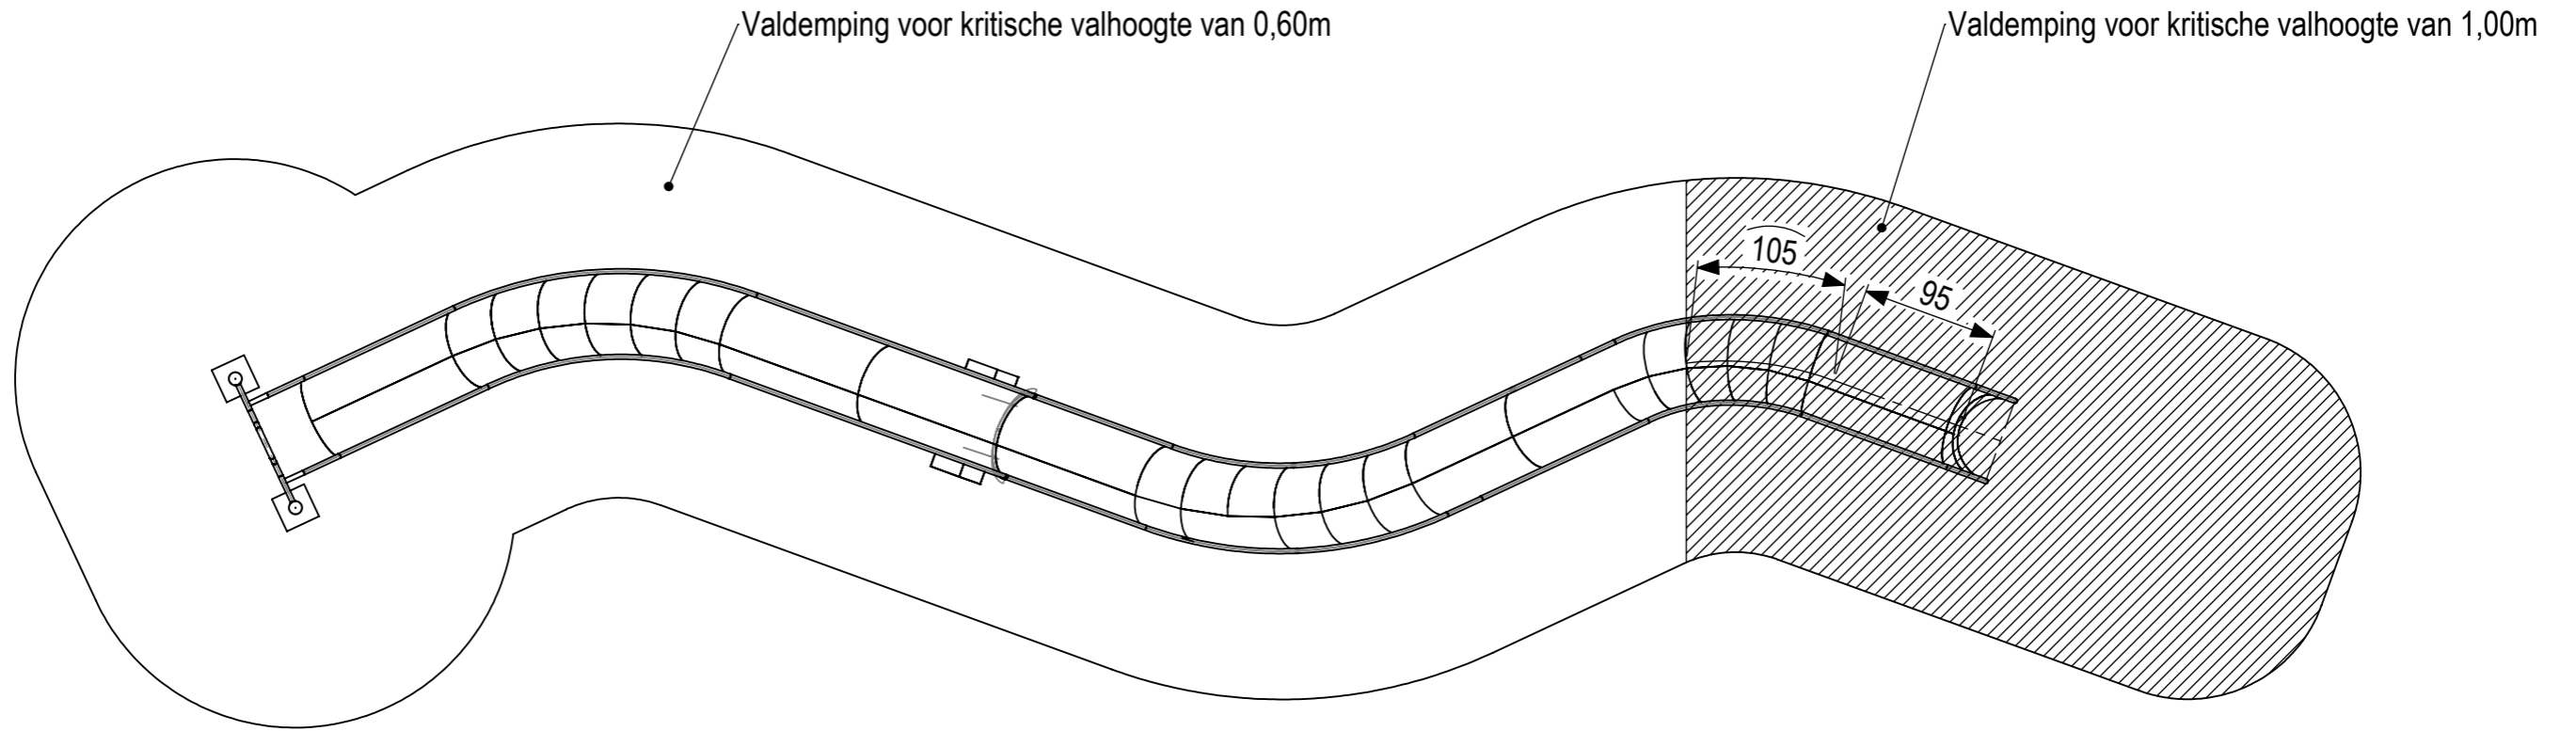 Valdemping voor kritische valhoogte van 0,60m
Valdemping voor kritische valhoogte van 1,00m
105
95